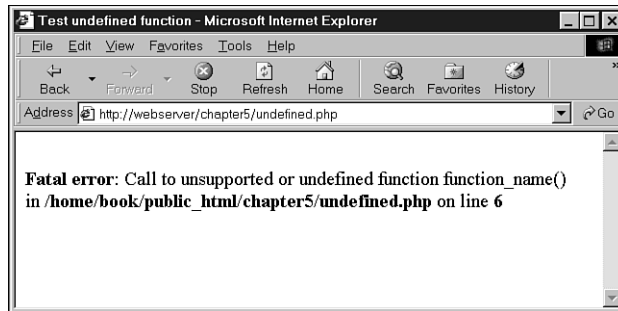 Test undefined function - Microsoft Internet Explorer
File Edit View Favorites Tools Help
Back Forward Stop Refresh Home Search Favorites History »
Address http://webserver/chapter5/undefined.php Go
Fatal error: Call to unsupported or undefined function function_name()
in /home/book/public_html/chapter5/undefined.php on line 6